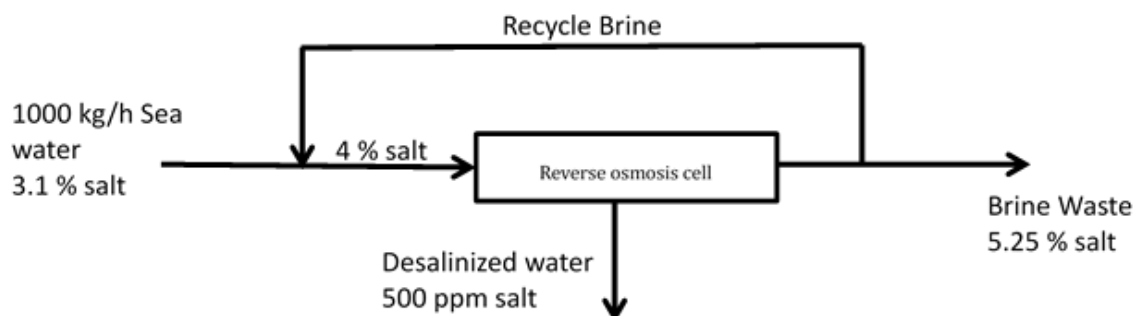 Recycle Brine
1000 kg/h Sea
water
3.1 % salt
4 % salt
Reverse osmosis cell
Brine Waste
5.25 % salt
Desalinized water
500 ppm salt